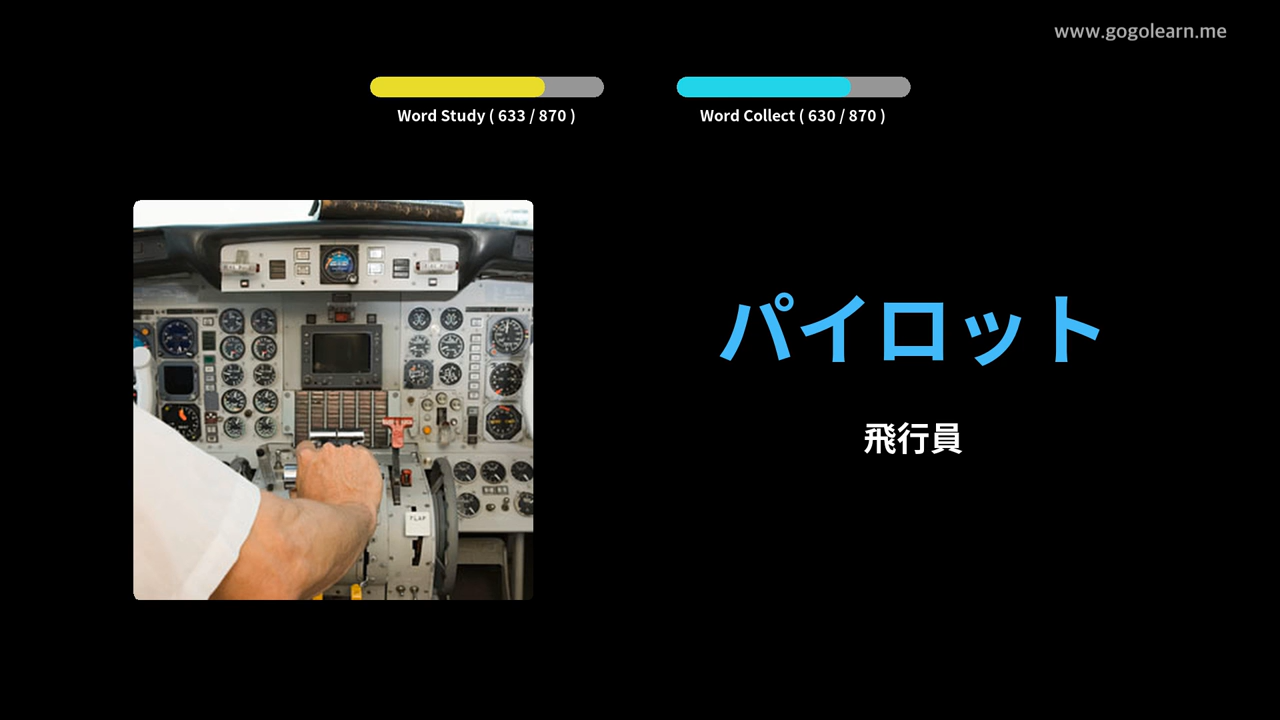 www.gogolearn.me
Word Study ( 633 / 870 )
Word Collect ( 630 / 870 )
パイロット
飛行員
FLAP